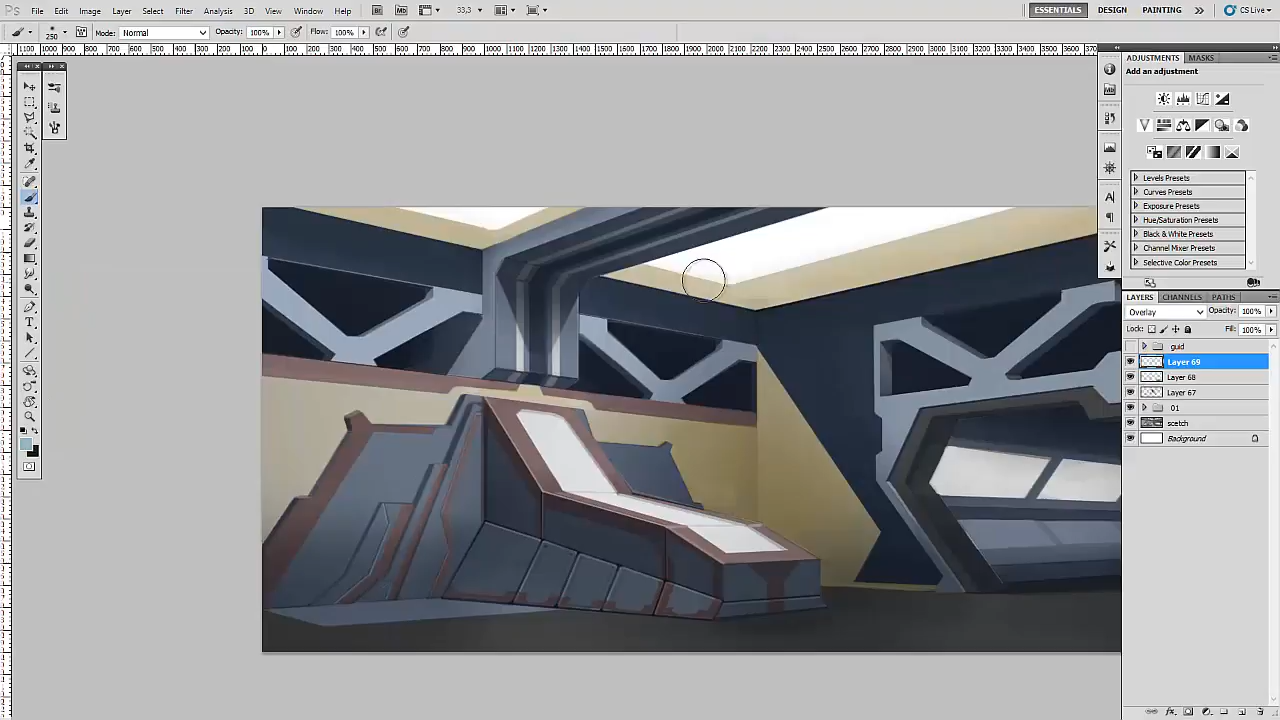 Ps File Edit Image Layer Select Filter Analysis 3D View Window Help Br Mb 33,3 ESSENTIALS DESIGN PAINTING CS Live
250 Mode: Normal Opacity: 100% Flow: 100%
ADJUSTMENTS MASKS
Add an adjustment
Levels Presets
Curves Presets
Exposure Presets
Hue/Saturation Presets
Black & White Presets
Channel Mixer Presets
Selective Color Presets
LAYERS CHANNELS PATHS
Overlay Opacity: 100%
Lock: Fill: 100%
guid
Layer 69
Layer 68
Layer 67
01
scetch
Background